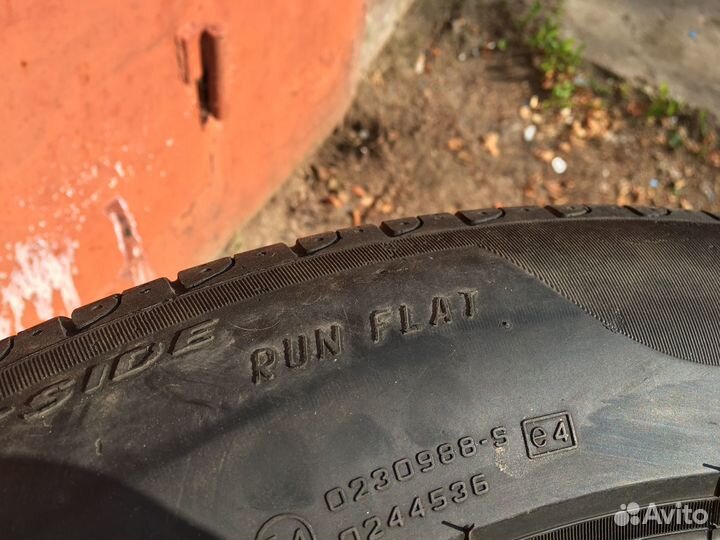 SIDE
RUN FLAT
0230988-S e4
0244536
Avito